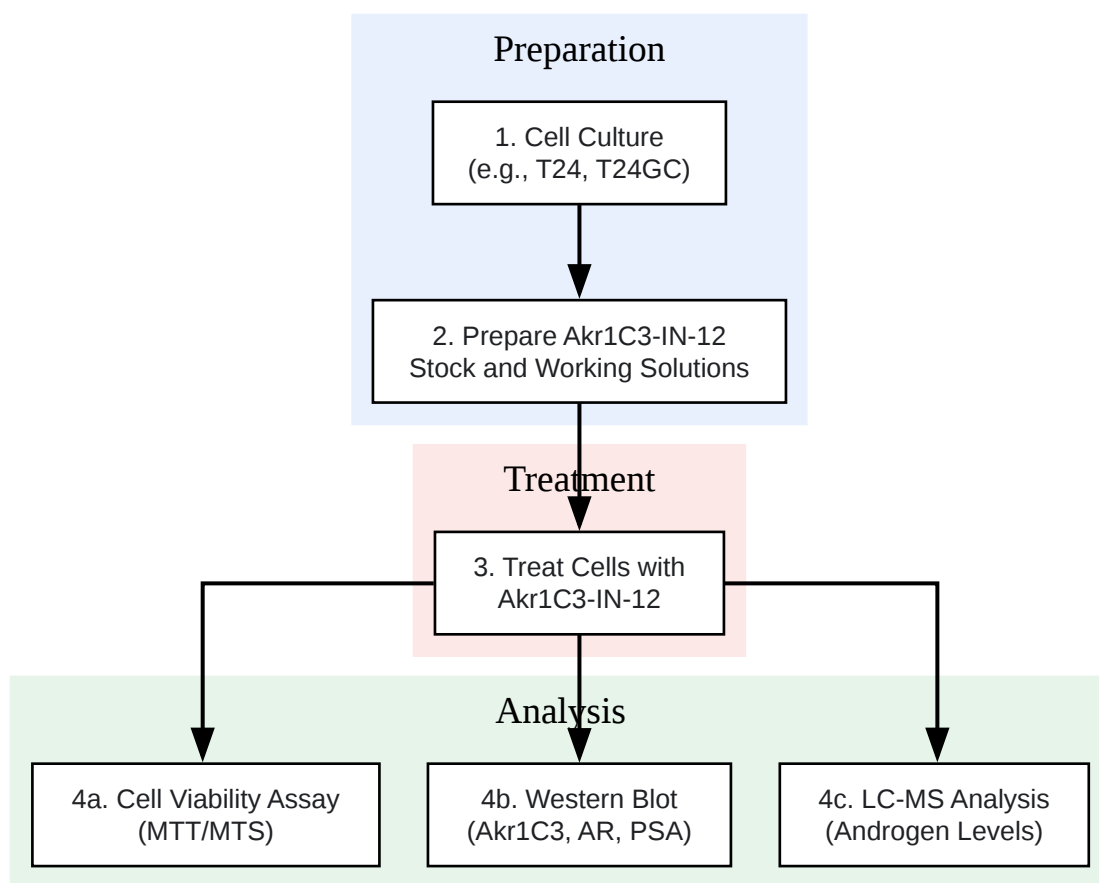 Preparation
1. Cell Culture
(e.g., T24, T24GC)
2. Prepare Akr1C3-IN-12
Stock and Working Solutions
Treatment
3. Treat Cells with
Akr1C3-IN-12
Analysis
4a. Cell Viability Assay
(MTT/MTS)
4b. Western Blot
(Akr1C3, AR, PSA)
4c. LC-MS Analysis
(Androgen Levels)